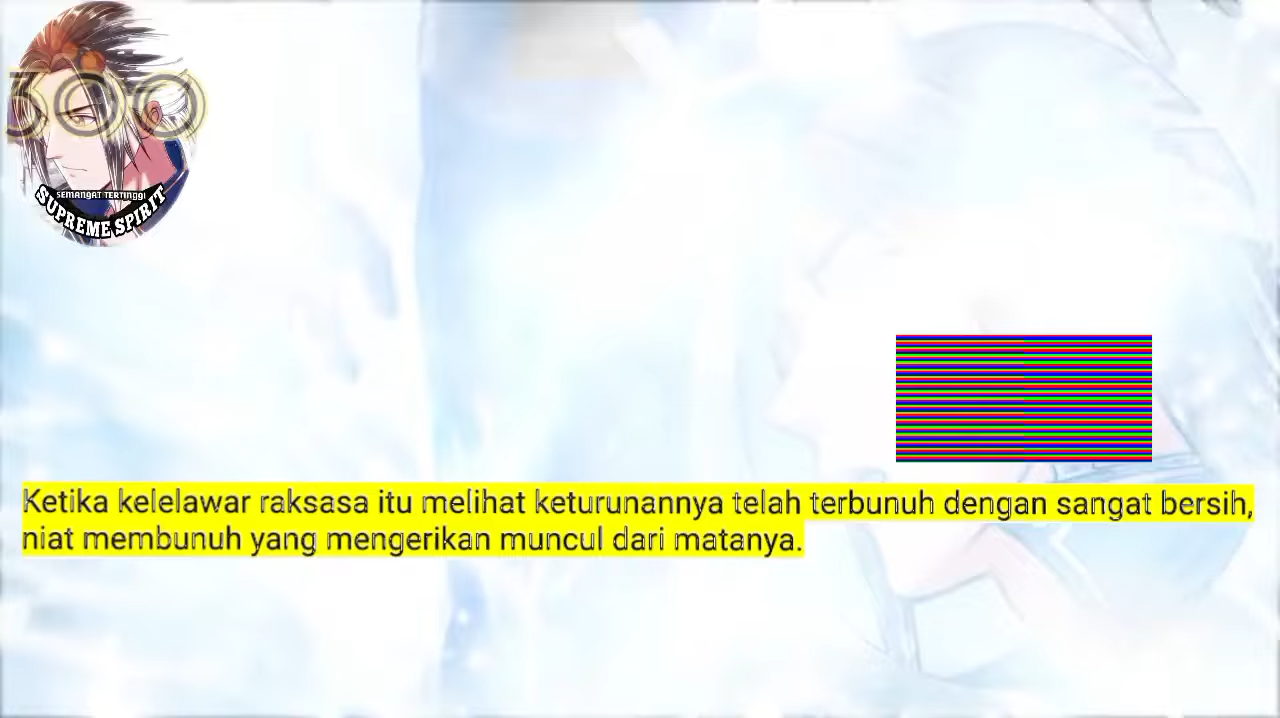 300
SEMANGAT TERTINGGI
SUPREME SPIRIT
Ketika kelelawar raksasa itu melihat keturunannya telah terbunuh dengan sangat bersih,
niat membunuh yang mengerikan muncul dari matanya.